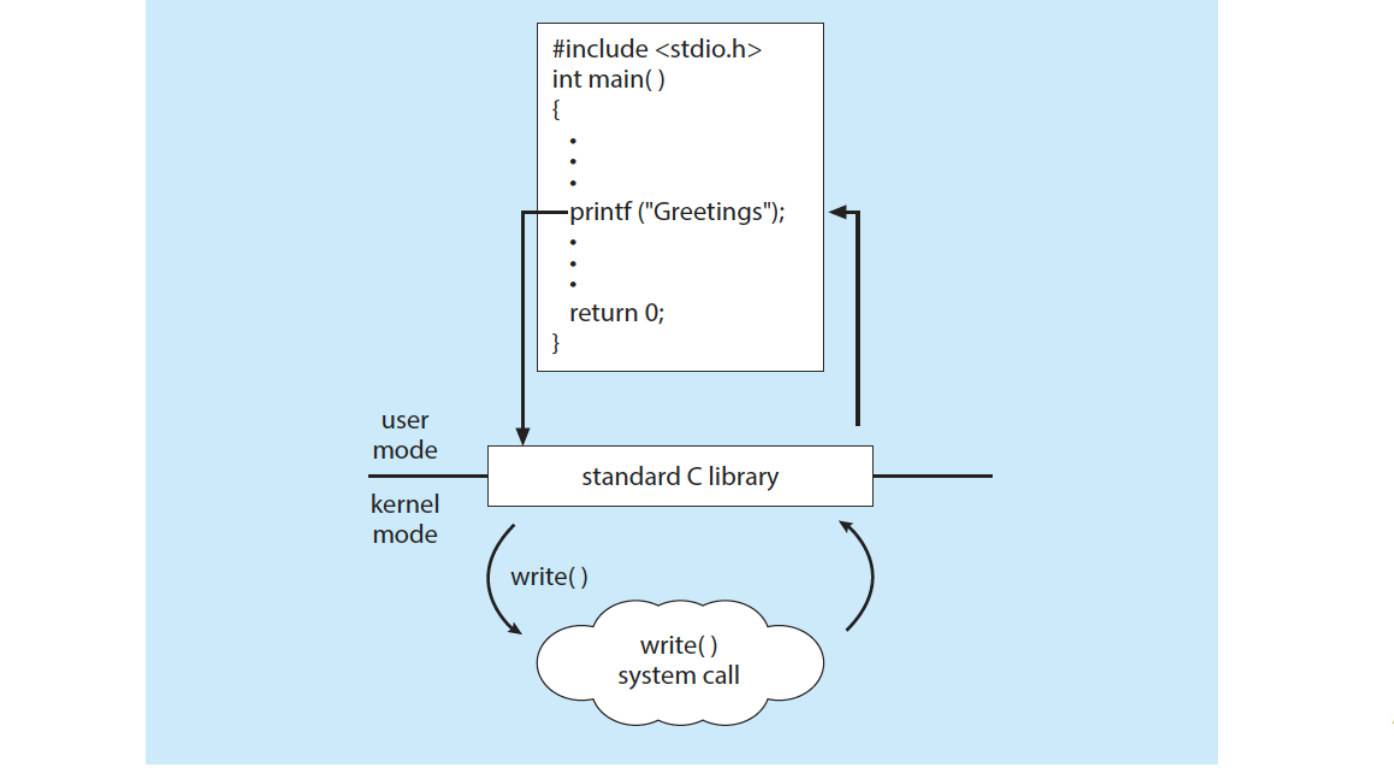 #include <stdio.h>
int main( )
{
•
•
•
printf ("Greetings");
•
•
•
return 0;
}
user
mode
standard C library
kernel
mode
write( )
write( )
system call